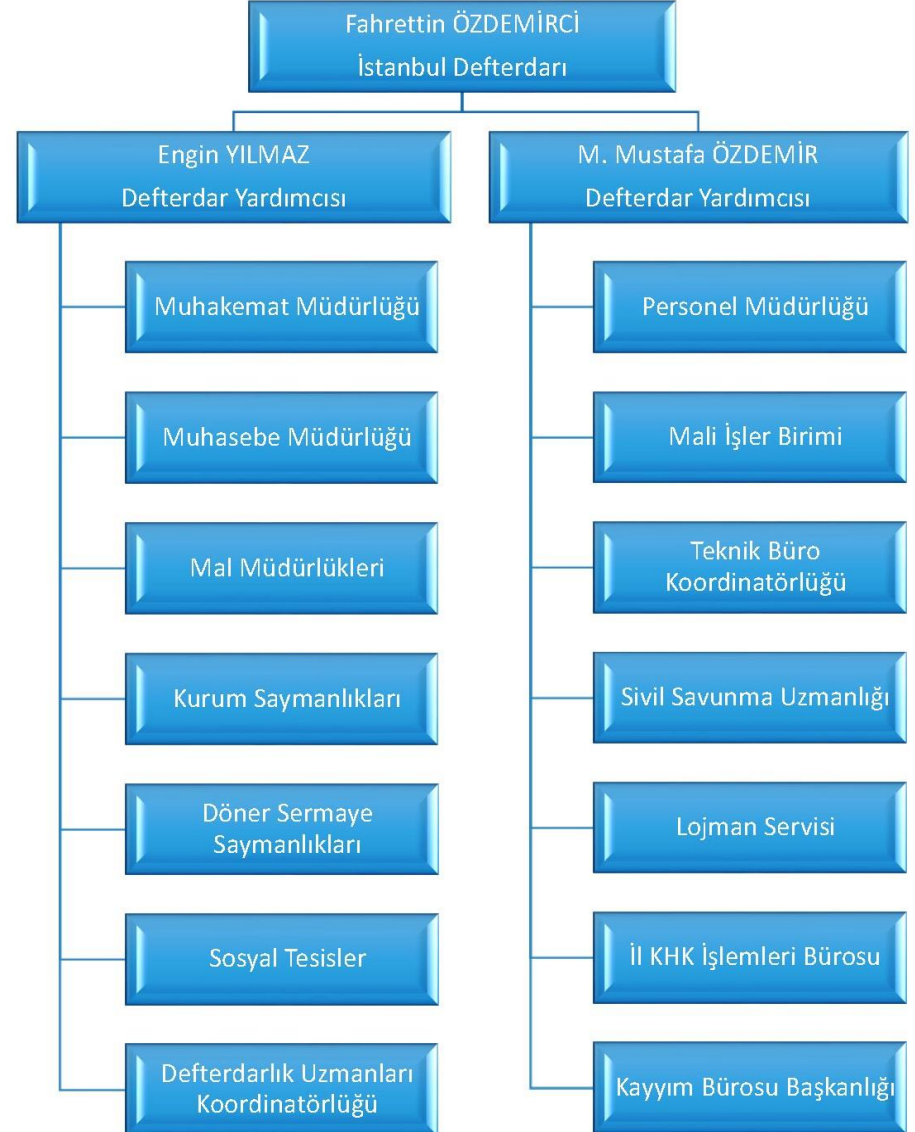 Fahrettin ÖZDEMİRCİ
İstanbul Defterdarı
Engin YILMAZ
Defterdar Yardımcısı
Muhakemat Müdürlüğü
Muhasebe Müdürlüğü
Mal Müdürlükleri
Kurum Saymanlıkları
Döner Sermaye
Saymanlıkları
Sosyal Tesisler
Defterdarlık Uzmanları
Koordinatörlüğü
M. Mustafa ÖZDEMİR
Defterdar Yardımcısı
Personel Müdürlüğü
Mali İşler Birimi
Teknik Büro
Koordinatörlüğü
Sivil Savunma Uzmanlığı
Lojman Servisi
İl KHK İşlemleri Bürosu
Kayyım Bürosu Başkanlığı